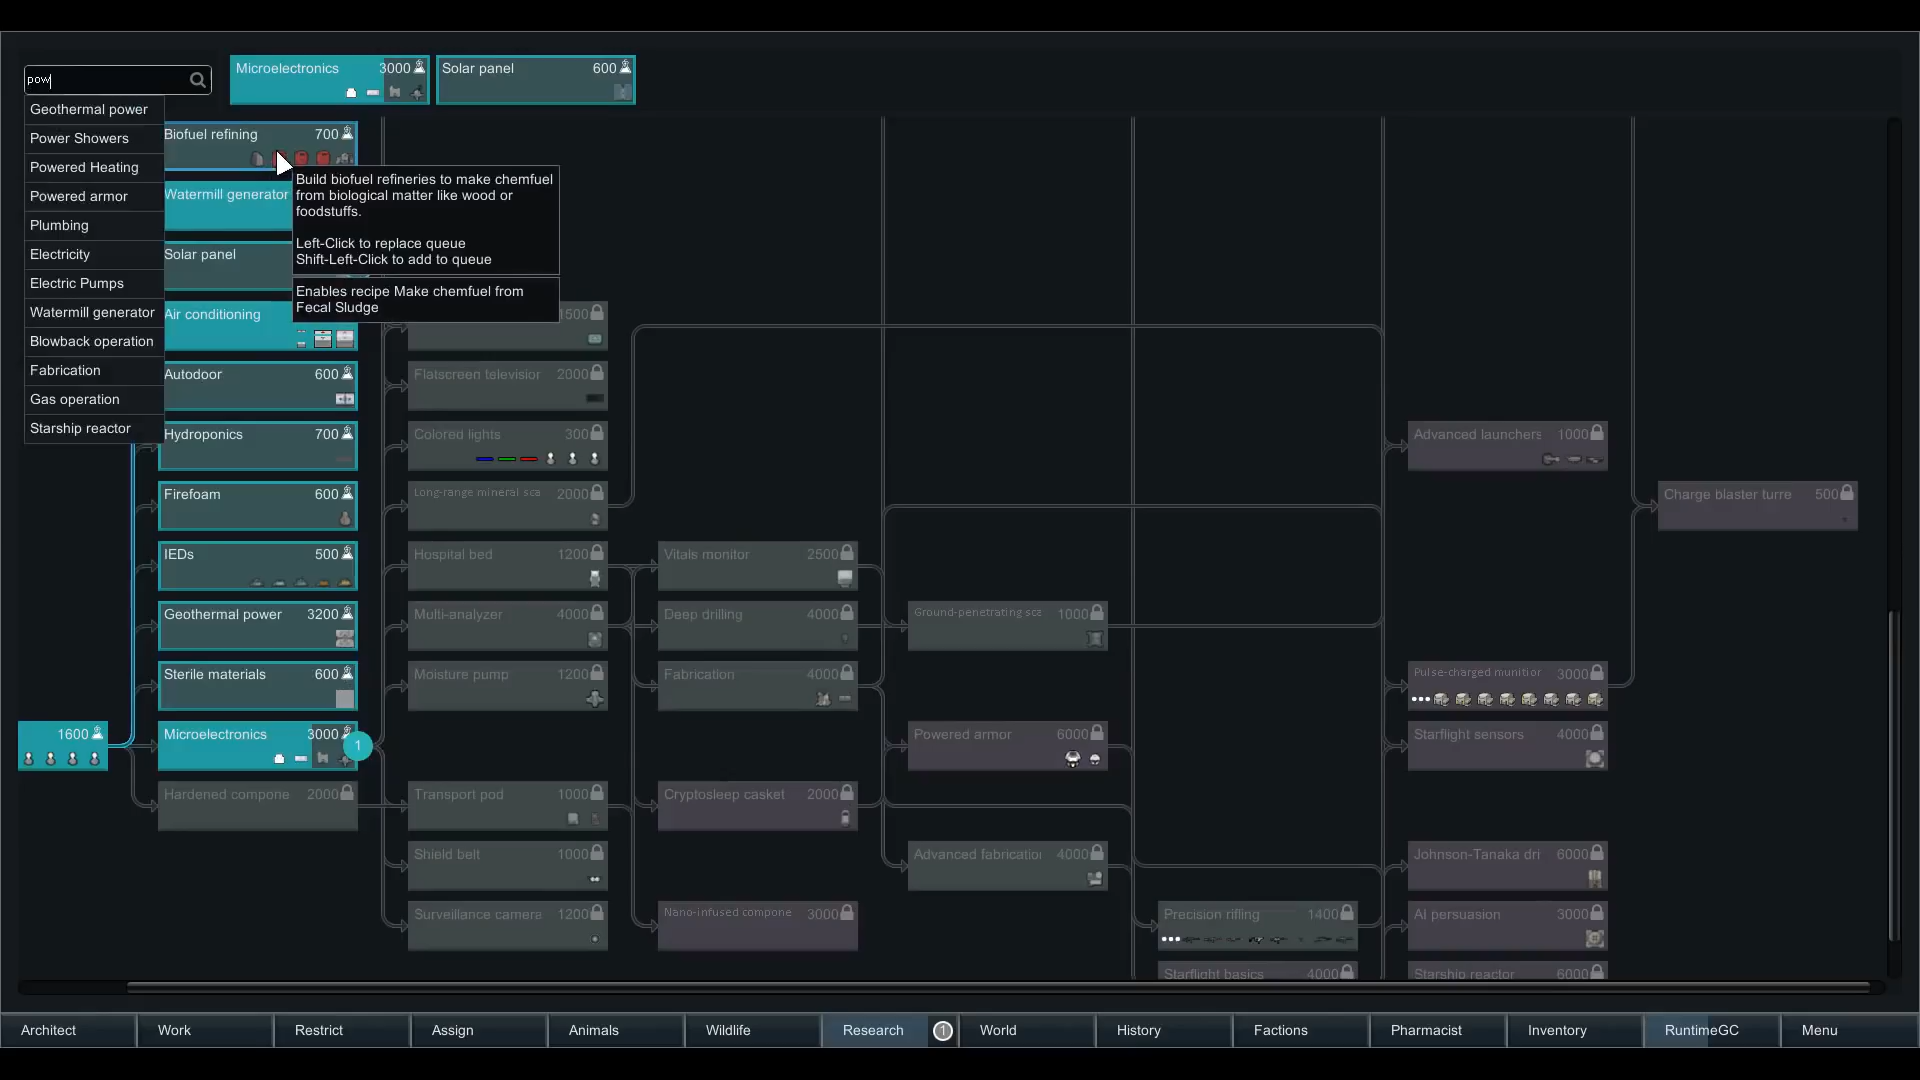 pow
Microelectronics 3000
Solar panel 600
Geothermal power
Power Showers
Powered Heating
Powered armor
Plumbing
Electricity
Electric Pumps
Watermill generator
Blowback operation
Fabrication
Gas operation
Starship reactor
Biofuel refining 700
Watermill generator
Solar panel
Air conditioning
Autodoor 600
Hydroponics 700
Firefoam 600
IEDs 500
Geothermal power 3200
Sterile materials 600
1600
Microelectronics 3000
1
Hardened compone 2000
Build biofuel refineries to make chemfuel
from biological matter like wood or
foodstuffs.
Left-Click to replace queue
Shift-Left-Click to add to queue
Enables recipe Make chemfuel from
Fecal Sludge
1500
Flatscreen televisior 2000
Colored lights 300
Long-range mineral sca 2000
Hospital bed 1200
Multi-analyzer 4000
Moisture pump 1200
Transport pod 1000
Shield belt 1000
Surveillance camera 1200
Vitals monitor 2500
Deep drilling 4000
Fabrication 4000
Cryptosleep casket 2000
Nano-infused compone 3000
Ground-penetrating sca 1000
Powered armor 6000
Advanced fabricatior 4000
Precision rifling 1400
Starflight basics 4000
Advanced launchers 1000
Pulse-charged munitior 3000
Starflight sensors 4000
Johnson-Tanaka dri 6000
AI persuasion 3000
Starship reactor 6000
Charge blaster turre 500
Architect
Work
Restrict
Assign
Animals
Wildlife
Research 1
World
History
Factions
Pharmacist
Inventory
RuntimeGC
Menu